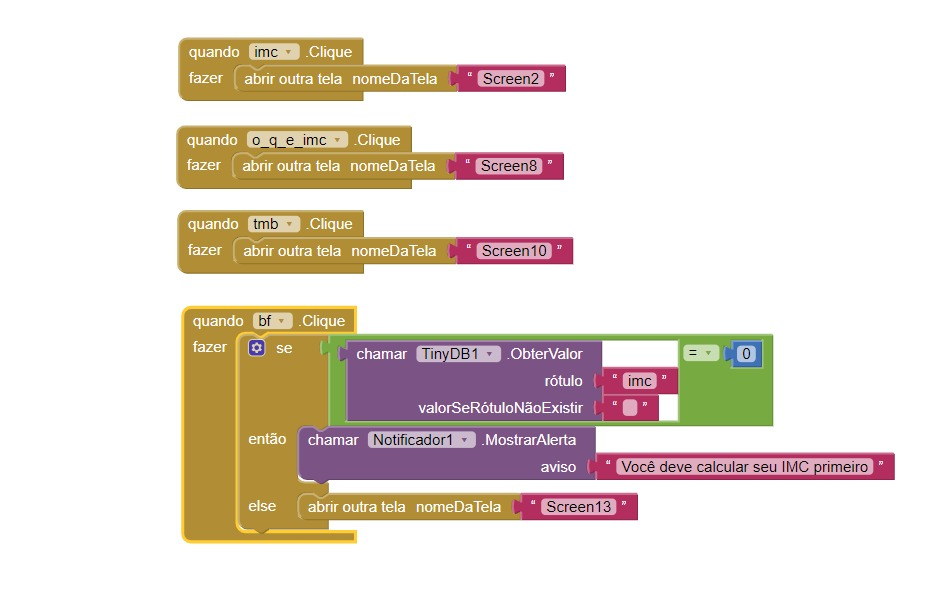 quando imc .Clique
fazer abrir outra tela nomeDaTela “ Screen2 ”
quando o_q_e_imc .Clique
fazer abrir outra tela nomeDaTela “ Screen8 ”
quando tmb .Clique
fazer abrir outra tela nomeDaTela “ Screen10 ”
quando bf .Clique
fazer se chamar TinyDB1 .ObterValor = 0
rótulo “ imc ”
valorSeRótuloNãoExistir “ ”
então chamar Notificador1 .MostrarAlerta
aviso “ Você deve calcular seu IMC primeiro ”
else abrir outra tela nomeDaTela “ Screen13 ”